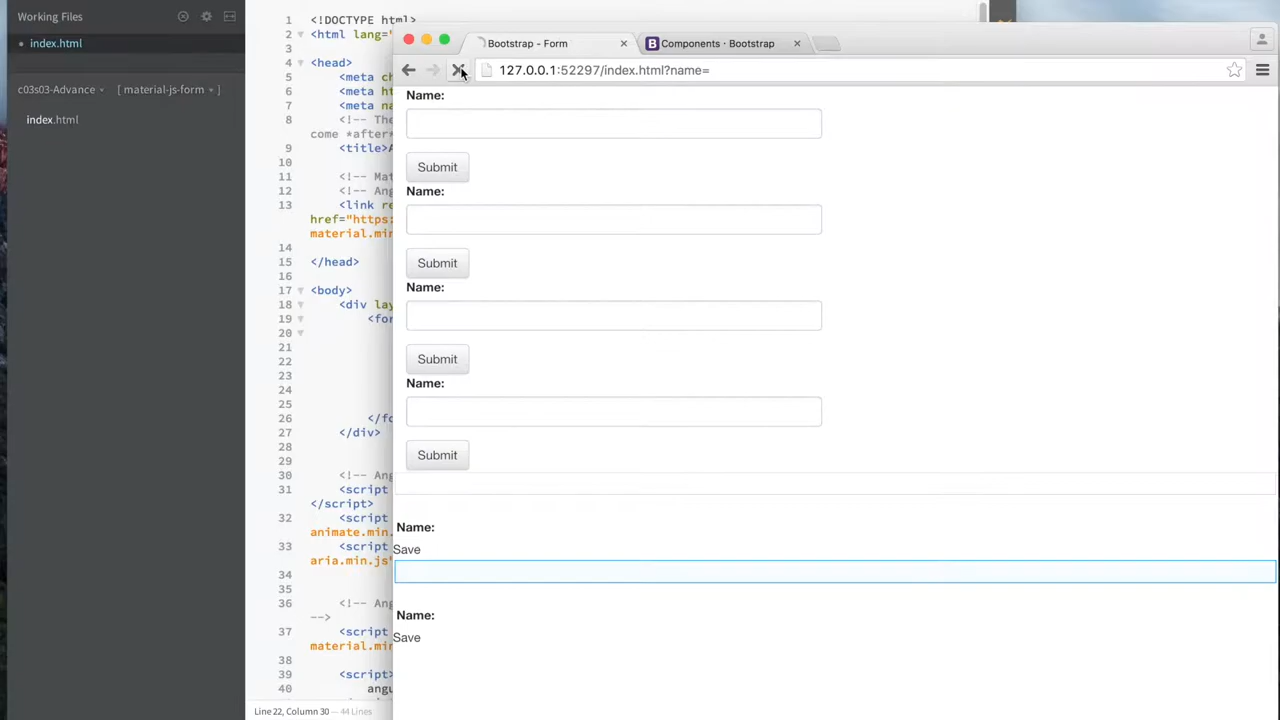 Working Files
index.html
c03s03-Advance
[ material-js-form ]
index.html
1 <!DOCTYPE html>
2 <html lang="
3
4 <head>
5 <meta ch
6 <meta ht
7 <meta na
8 <!-- The
come *after*
9 <title>A
10
11 <!-- Mat
12 <!-- Ang
13 <link re
href="https:
material.min
14
15 </head>
16
17 <body>
18 <div lay
19 <for
20
21
22
23
24
25
26 </fo
27 </div>
28
29
30 <!-- Ang
31 <script
</script>
32 <script
animate.min.
33 <script
aria.min.js"
34
35
36 <!-- Ang
-->
37 <script
material.min
38
39 <script>
40 angu
Line 22, Column 30 — 44 Lines
Bootstrap - Form
Components · Bootstrap
127.0.0.1:52297/index.html?name=
Name:
Submit
Name:
Submit
Name:
Submit
Name:
Submit
Name:
Save
Name:
Save